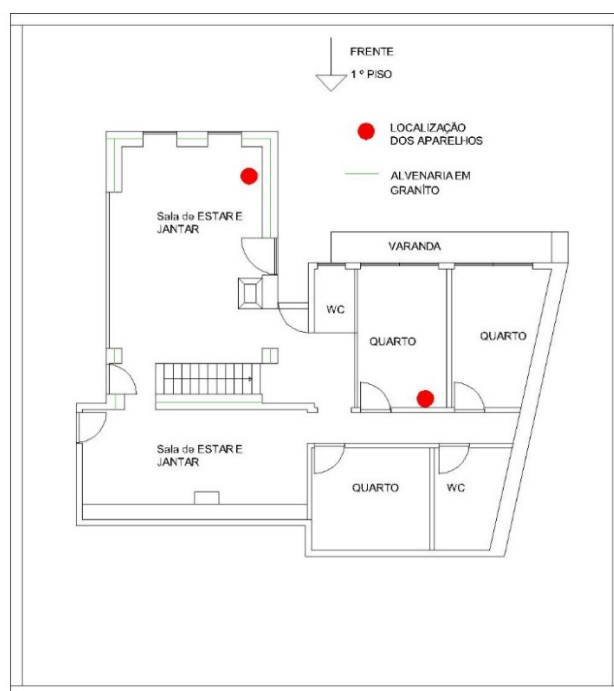 FRENTE
1 º PISO
LOCALIZAÇÃO
DOS APARELHOS
ALVENARIA EM
GRANÍTO
Sala de ESTAR E
JANTAR
VARANDA
WC
QUARTO
QUARTO
Sala de ESTAR E
JANTAR
QUARTO
WC